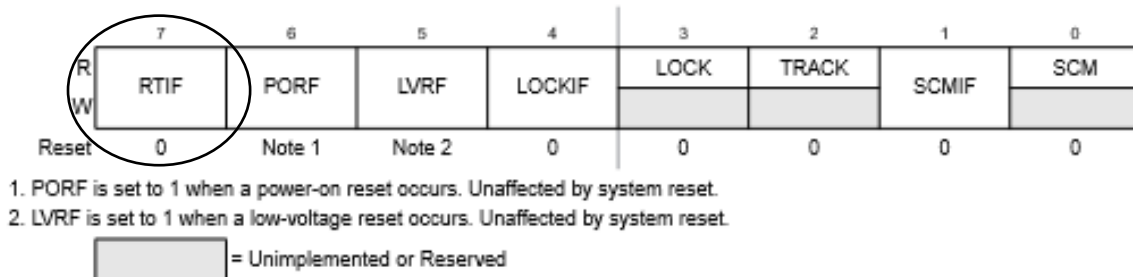 7 6 5 4 3 2 1 0
R RTIF PORF LVRF LOCKIF LOCK TRACK SCMIF SCM
W
Reset 0 Note 1 Note 2 0 0 0 0 0
1. PORF is set to 1 when a power-on reset occurs. Unaffected by system reset.
2. LVRF is set to 1 when a low-voltage reset occurs. Unaffected by system reset.
= Unimplemented or Reserved